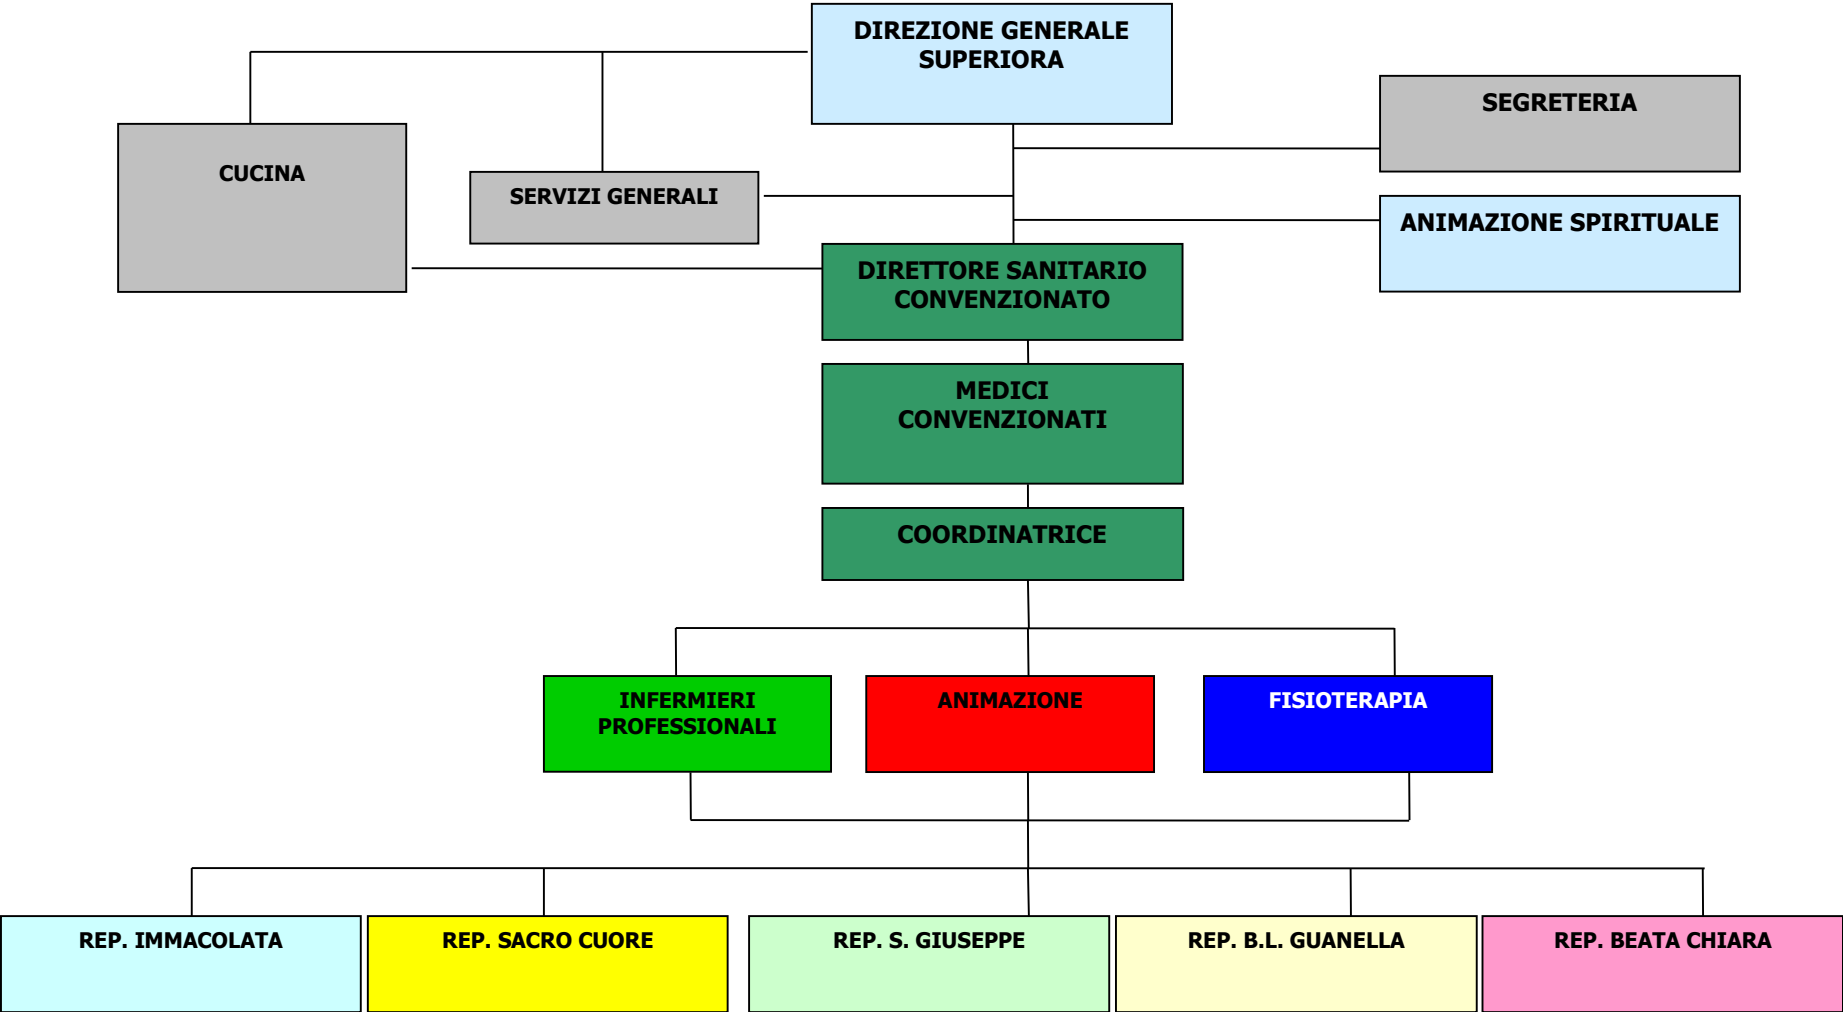 DIREZIONE GENERALE
SUPERIORA
SEGRETERIA
CUCINA
SERVIZI GENERALI
ANIMAZIONE SPIRITUALE
DIRETTORE SANITARIO
CONVENZIONATO
MEDICI
CONVENZIONATI
COORDINATRICE
INFERMIERI
PROFESSIONALI
ANIMAZIONE
FISIOTERAPIA
REP. IMMACOLATA
REP. SACRO CUORE
REP. S. GIUSEPPE
REP. B.L. GUANELLA
REP. BEATA CHIARA